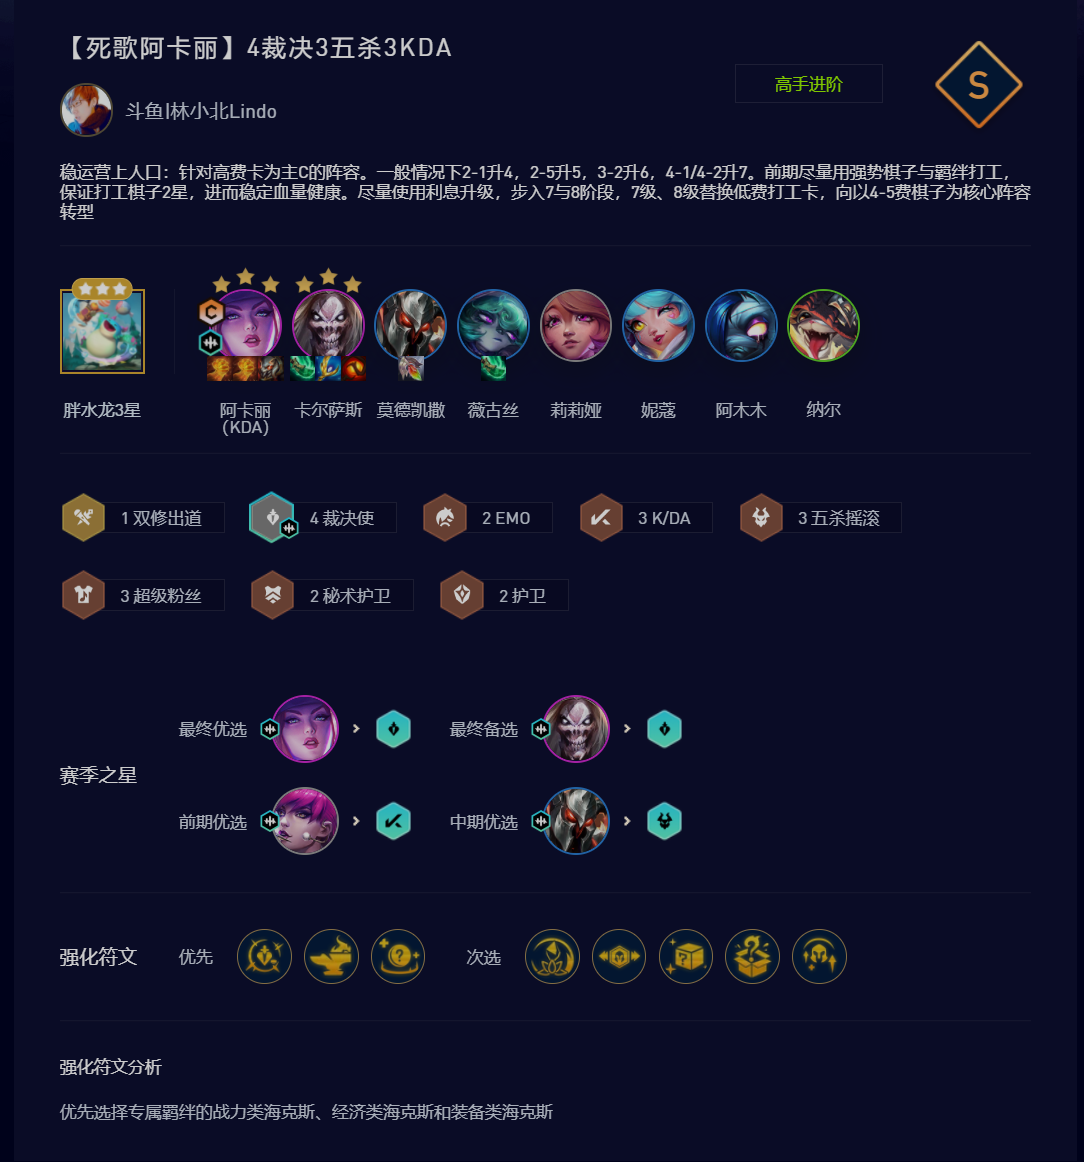 【死歌阿卡丽】4裁决3五杀3KDA
高手进阶
S
斗鱼|林小北Lindo
稳运营上人口：针对高费卡为主C的阵容。一般情况下2-1升4，2-5升5，3-2升6，4-1/4-2升7。前期尽量用强势棋子与羁绊打工，
保证打工棋子2星，进而稳定血量健康。尽量使用利息升级，步入7与8阶段，7级、8级替换低费打工卡，向以4-5费棋子为核心阵容
转型
C
胖水龙3星
阿卡丽
(KDA)
卡尔萨斯
莫德凯撒
薇古丝
莉莉娅
妮蔻
阿木木
纳尔
1 双修出道
4 裁决使
2 EMO
3 K/DA
3 五杀摇滚
3 超级粉丝
2 秘术护卫
2 护卫
最终优选
最终备选
赛季之星
前期优选
中期优选
强化符文
优先
次选
强化符文分析
优先选择专属羁绊的战力类海克斯、经济类海克斯和装备类海克斯